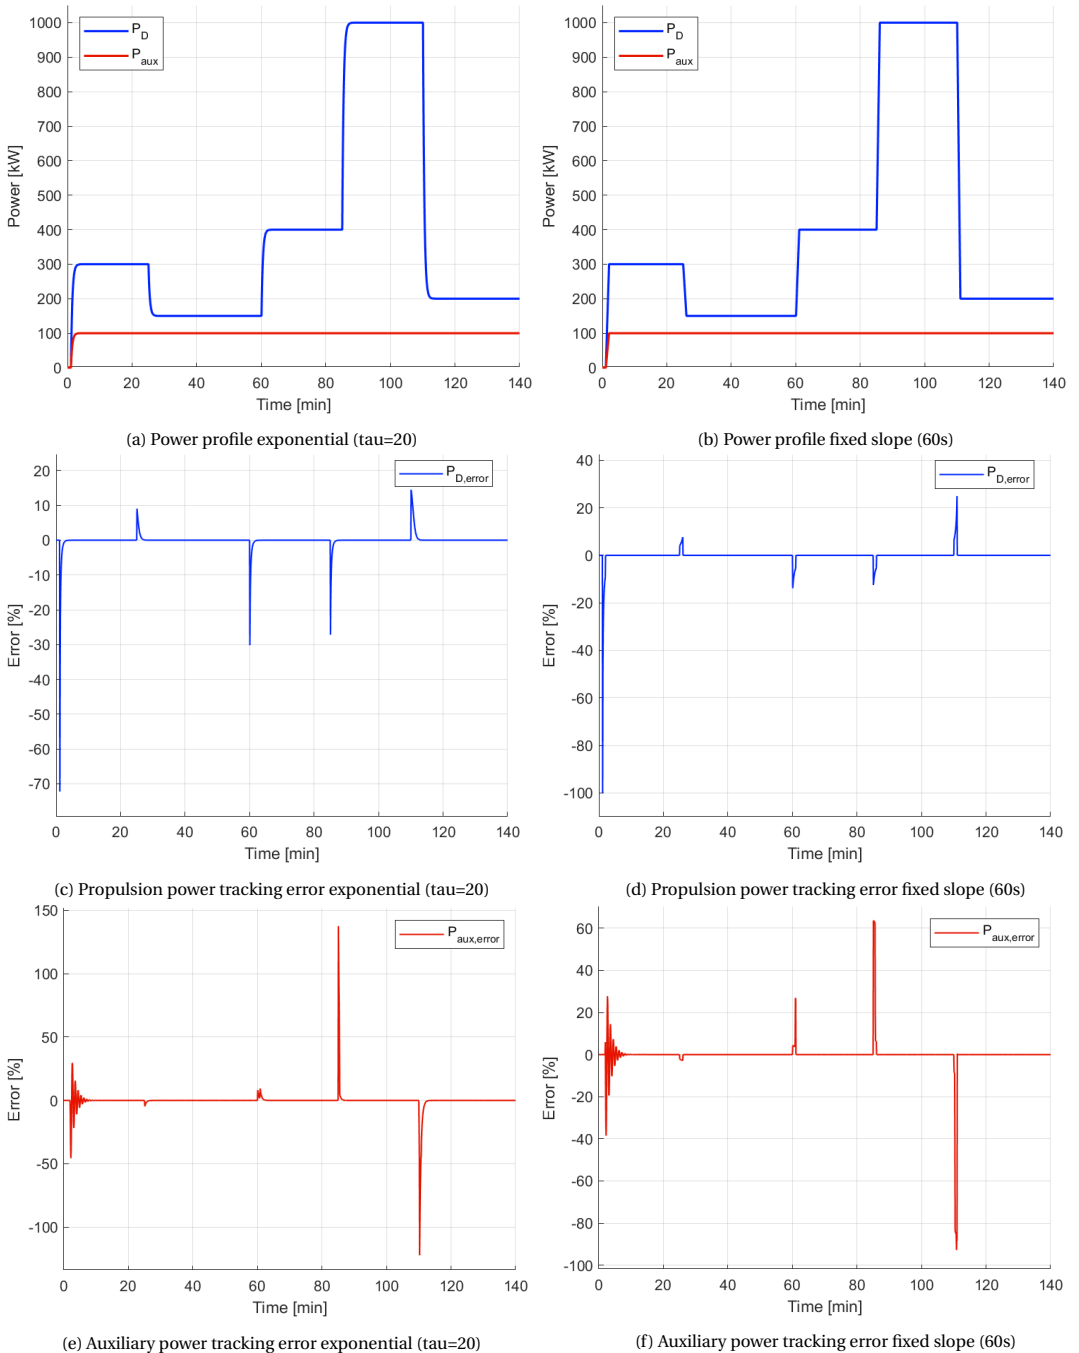 P_D
P_aux
1000
900
800
700
600
500
400
300
200
100
0
Power [kW]
0 20 40 60 80 100 120 140
Time [min]
(a) Power profile exponential (tau=20)
P_D
P_aux
1000
900
800
700
600
500
400
300
200
100
0
Power [kW]
0 20 40 60 80 100 120 140
Time [min]
(b) Power profile fixed slope (60s)
P_D,error
20
10
0
-10
-20
-30
-40
-50
-60
-70
Error [%]
0 20 40 60 80 100 120 140
Time [min]
(c) Propulsion power tracking error exponential (tau=20)
P_D,error
40
20
0
-20
-40
-60
-80
-100
Error [%]
0 20 40 60 80 100 120 140
Time [min]
(d) Propulsion power tracking error fixed slope (60s)
P_aux,error
150
100
50
0
-50
-100
Error [%]
0 20 40 60 80 100 120 140
Time [min]
(e) Auxiliary power tracking error exponential (tau=20)
P_aux,error
60
40
20
0
-20
-40
-60
-80
-100
Error [%]
0 20 40 60 80 100 120 140
Time [min]
(f) Auxiliary power tracking error fixed slope (60s)